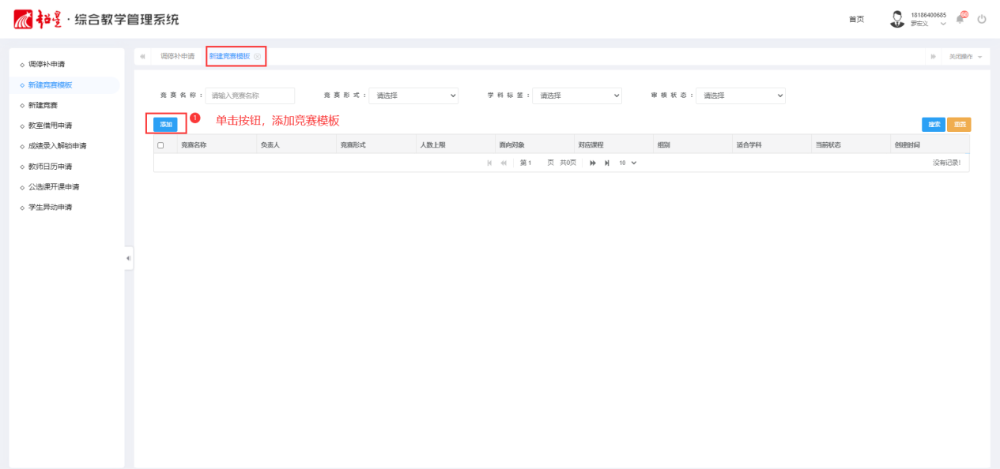 超星·综合教学管理系统
首页
18186400685
罗宏义
68
调停补申请
新建竞赛模板
新建竞赛
教室借用申请
成绩录入解锁申请
教师日历申请
公选课开课申请
学生异动申请
调停补申请 新建竞赛模板
关闭操作
竞赛名称: 请输入竞赛名称 竞赛形式: 请选择 学科标签: 请选择 审核状态: 请选择
添加 1 单击按钮，添加竞赛模板
搜索 重置
竞赛名称 负责人 竞赛形式 人数上限 面向对象 对应课程 组别 适合学科 当前状态 创建时间
第 1 页 共0页 10 没有记录!